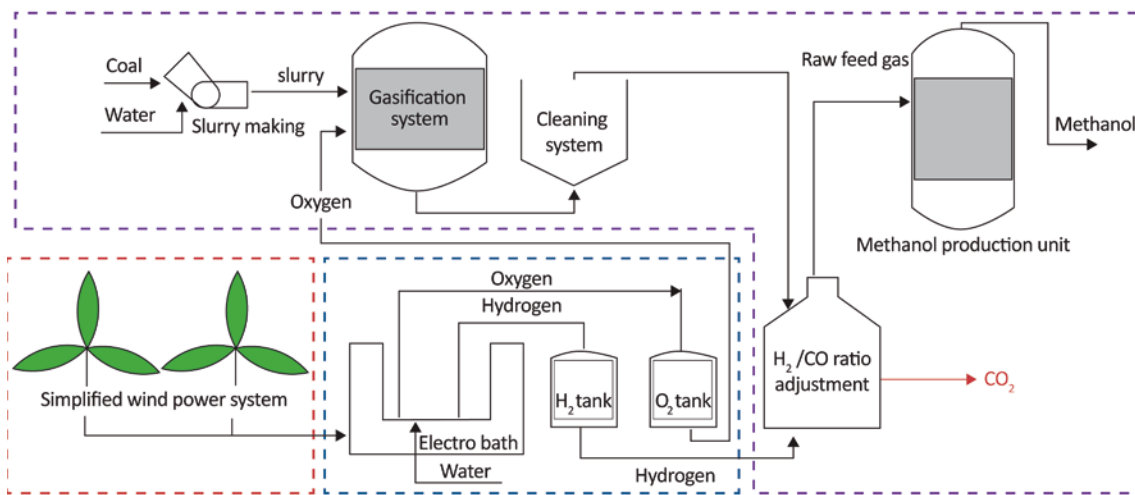 Coal
Water
Slurry making
slurry
Gasification
system
Oxygen
Cleaning
system
Raw feed gas
Methanol
Methanol production unit
Simplified wind power system
Oxygen
Hydrogen
Electro bath
Water
H₂ tank
O₂ tank
Hydrogen
H₂ /CO ratio
adjustment
CO₂